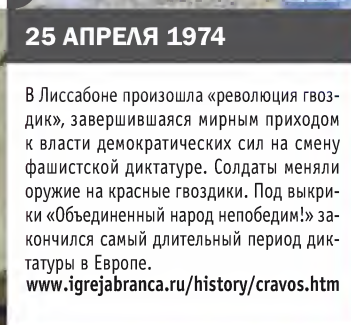 25 АПРЕЛЯ 1974
В Лиссабоне произошла «революция гвоз-
дик», завершившаяся мирным приходом
к власти демократических сил на смену
фашистской диктатуре. Солдаты меняли
оружие на красные гвоздики. Под выкри-
ки «Объединенный народ непобедим!» за-
кончился самый длительный период дик-
татуры в Европе.
www.igrejabranca.ru/history/cravos.htm